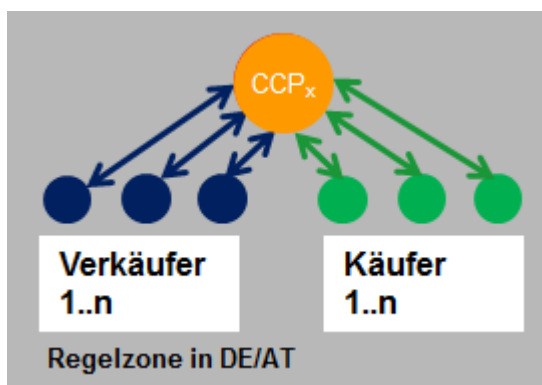 CCPx
Verkäufer
1..n
Käufer
1..n
Regelzone in DE/AT